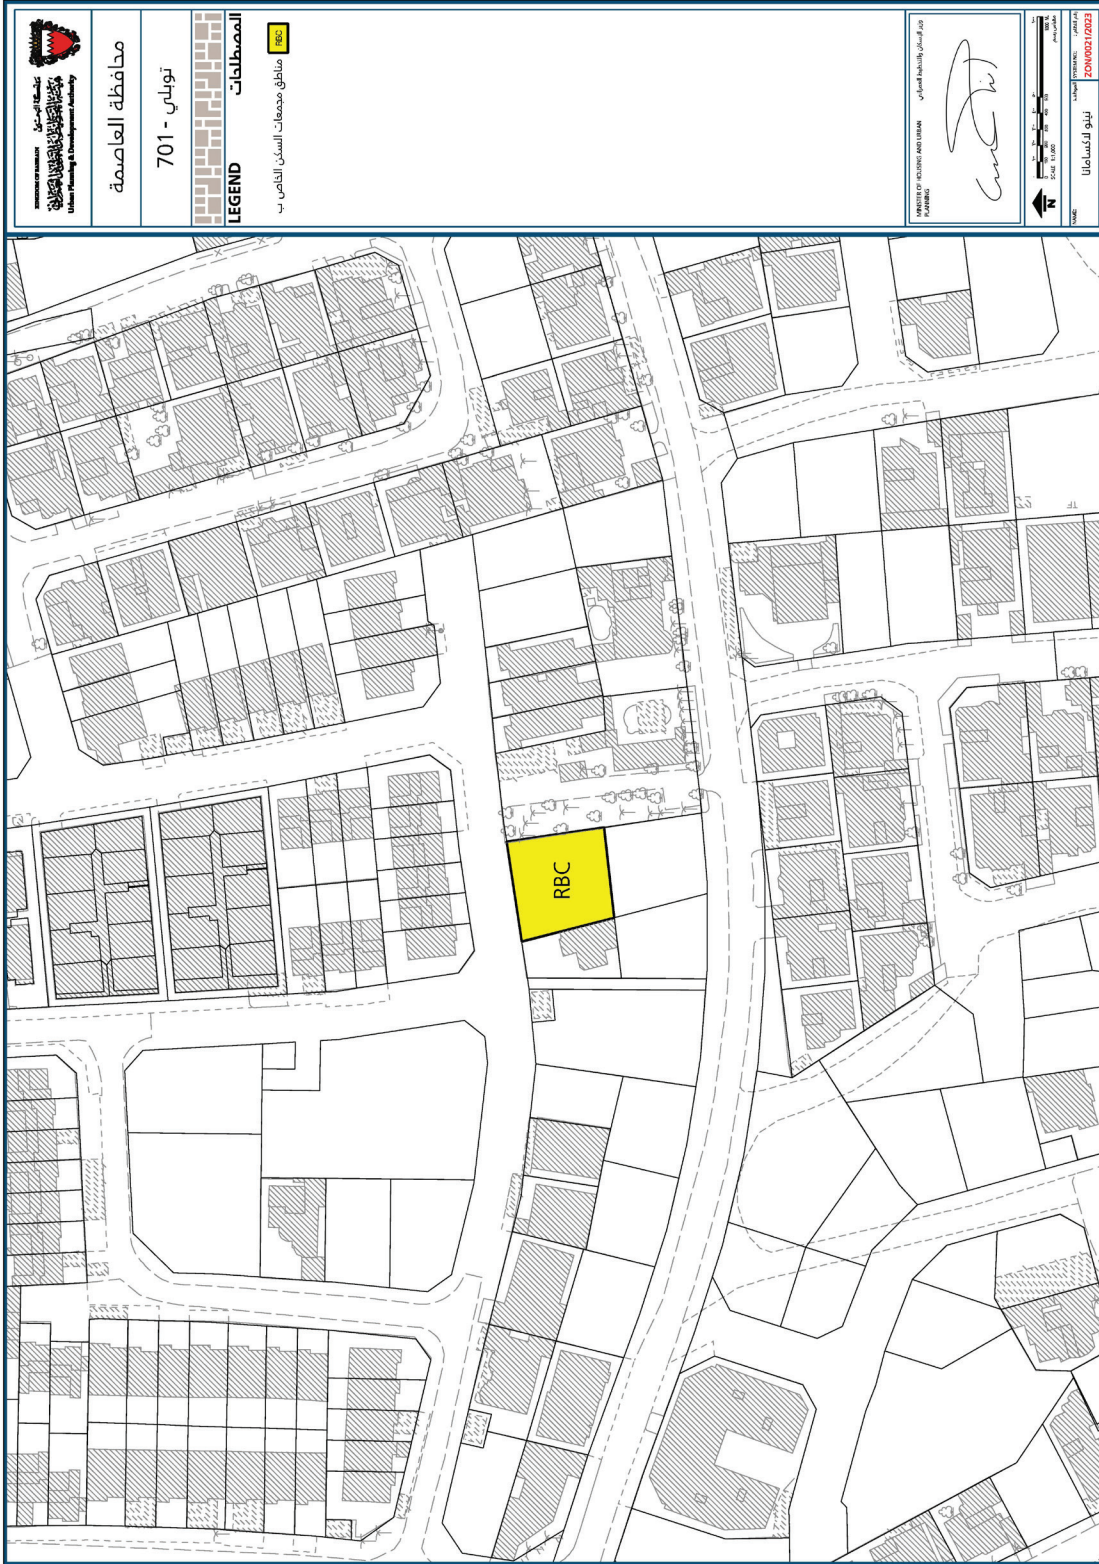 KINGDOM OF BAHRAIN
Urban Planning & Development Authority
محافظة العاصمة
توبلي - 701
LEGEND
المصطلحات
RBC
مناطق مجمعات السكن الخاص ب
MINISTER OF HOUSING AND URBAN PLANNING
وزير الإسكان والتخطيط العمراني
N
SCALE 1:1,000
NAME:
SYSTEM NO:
ZON/0021/2023
RBC